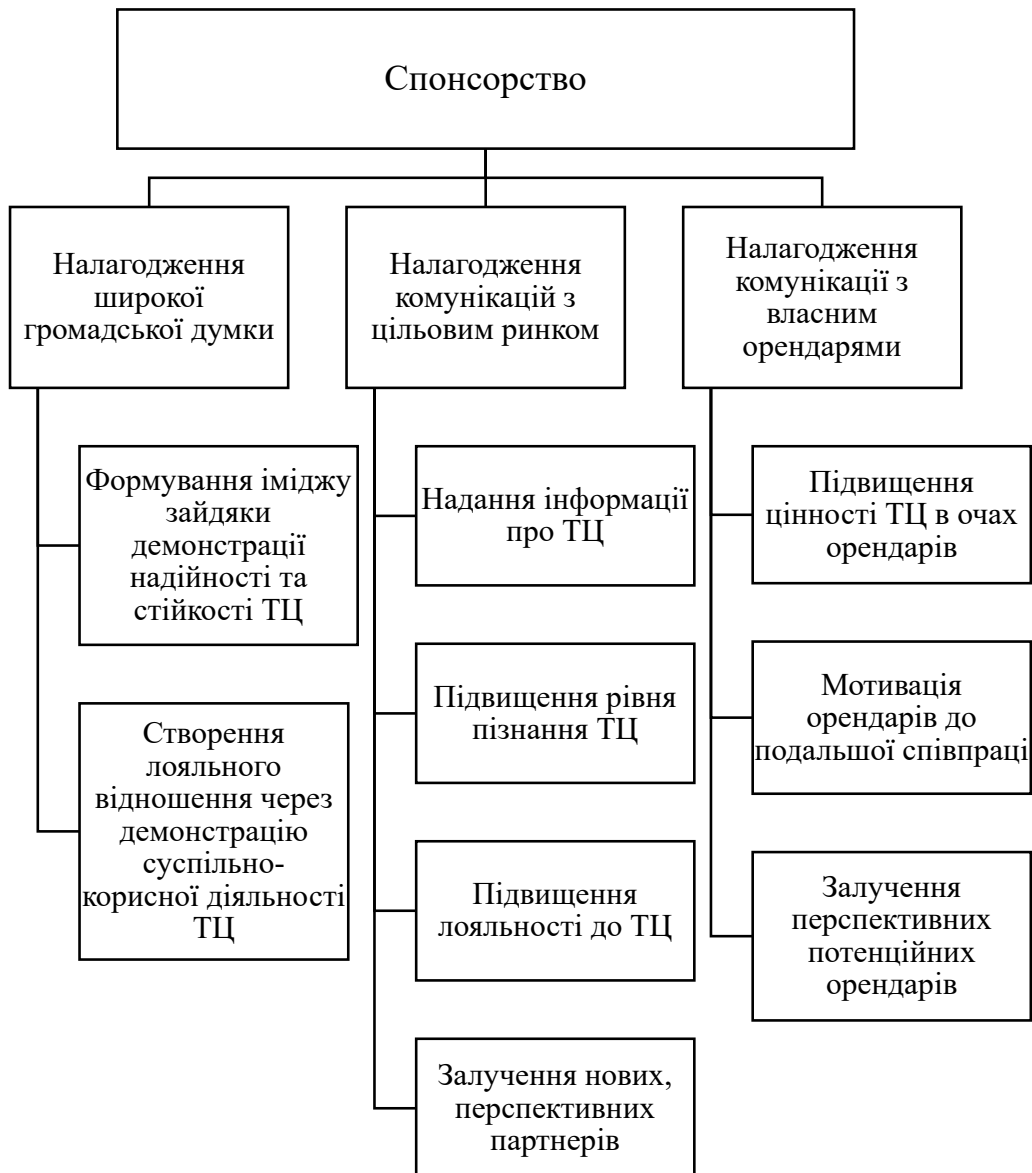 Спонсорство
Налагодження
широкої
громадської думки
Формування іміджу
зайдяки
демонстрації
надійності та
стійкості ТЦ
Створення
лояльного
відношення через
демонстрацію
суспільно-
корисної діяльності
ТЦ
Налагодження
комунікацій з
цільовим ринком
Надання інформації
про ТЦ
Підвищення рівня
пізнання ТЦ
Підвищення
лояльності до ТЦ
Залучення нових,
перспективних
партнерів
Налагодження
комунікації з
власним
орендарями
Підвищення
цінності ТЦ в очах
орендарів
Мотивація
орендарів до
подальшої співпраці
Залучення
перспективних
потенційних
орендарів